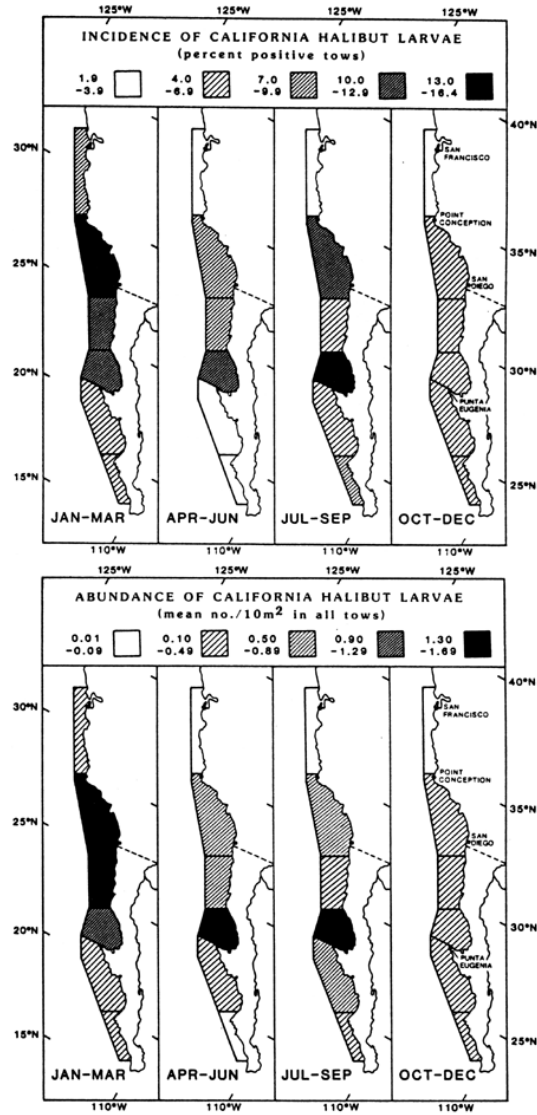 125°W 125°W
INCIDENCE OF CALIFORNIA HALIBUT LARVAE
(percent positive tows)
1.9 4.0 7.0 10.0 13.0
-3.9 -6.9 -9.9 -12.9 -16.4
40°N
30°N
SAN
FRANCISCO
POINT
CONCEPTION
35°N
25°N
SAN
DIEGO
20°N
30°N
PUNTA
EUGENIA
15°N
25°N
JAN-MAR APR-JUN JUL-SEP OCT-DEC
110°W 110°W 110°W 110°W
125°W 125°W
ABUNDANCE OF CALIFORNIA HALIBUT LARVAE
(mean no./10m² in all tows)
0.01 0.10 0.50 0.90 1.30
-0.09 -0.49 -0.89 -1.29 -1.69
40°N
30°N
SAN
FRANCISCO
POINT
CONCEPTION
35°N
25°N
SAN
DIEGO
20°N
30°N
PUNTA
EUGENIA
15°N
25°N
JAN-MAR APR-JUN JUL-SEP OCT-DEC
110°W 110°W 110°W 110°W